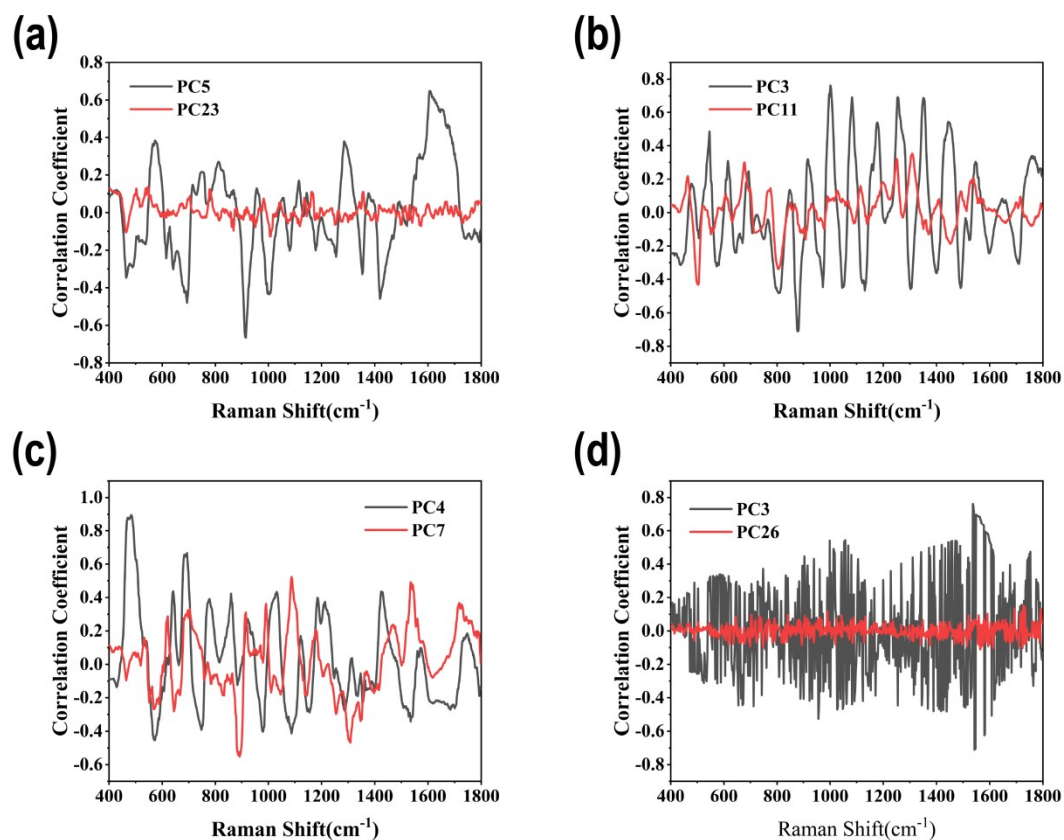 (a)
PC5
PC23
Correlation Coefficient
0.8
0.6
0.4
0.2
0.0
-0.2
-0.4
-0.6
-0.8
400 600 800 1000 1200 1400 1600 1800
Raman Shift(cm⁻¹)
(b)
PC3
PC11
Correlation Coefficient
0.8
0.6
0.4
0.2
0.0
-0.2
-0.4
-0.6
-0.8
400 600 800 1000 1200 1400 1600 1800
Raman Shift(cm⁻¹)
(c)
PC4
PC7
Correlation Coefficient
1.0
0.8
0.6
0.4
0.2
0.0
-0.2
-0.4
-0.6
400 600 800 1000 1200 1400 1600 1800
Raman Shift(cm⁻¹)
(d)
PC3
PC26
Correlation Coefficient
0.8
0.6
0.4
0.2
0.0
-0.2
-0.4
-0.6
-0.8
400 600 800 1000 1200 1400 1600 1800
Raman Shift(cm⁻¹)